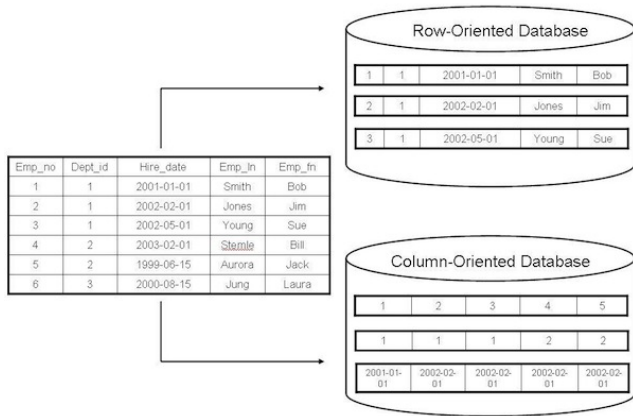 Row-Oriented Database
1 1 2001-01-01 Smith Bob
2 1 2002-02-01 Jones Jim
3 1 2002-05-01 Young Sue
Emp_no Dept_id Hire_date Emp_ln Emp_fn
1 1 2001-01-01 Smith Bob
2 1 2002-02-01 Jones Jim
3 1 2002-05-01 Young Sue
4 2 2003-02-01 Stemle Bill
5 2 1999-06-15 Aurora Jack
6 3 2000-08-15 Jung Laura
Column-Oriented Database
1 2 3 4 5
1 1 1 2 2
2001-01- 2002-02- 2002-02- 2002-02- 2002-02-
01 01 01 01 01